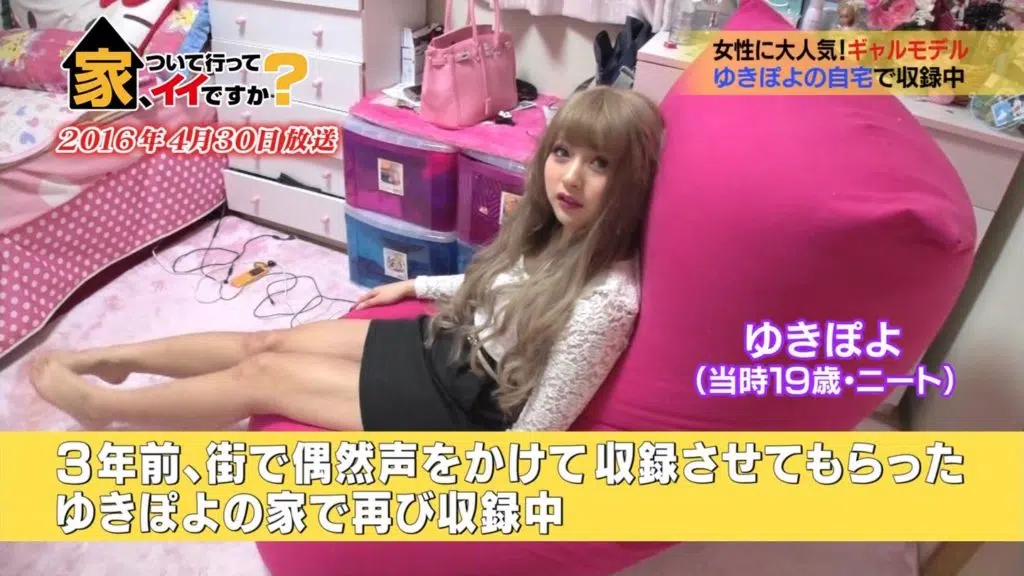 家、ついて行ってイイですか?
2016年4月30日放送
女性に大人気!ギャルモデル
ゆきぽよの自宅で収録中
ゆきぽよ
(当時19歳・ニート)
3年前、街で偶然声をかけて収録させてもらった
ゆきぽよの家で再び収録中